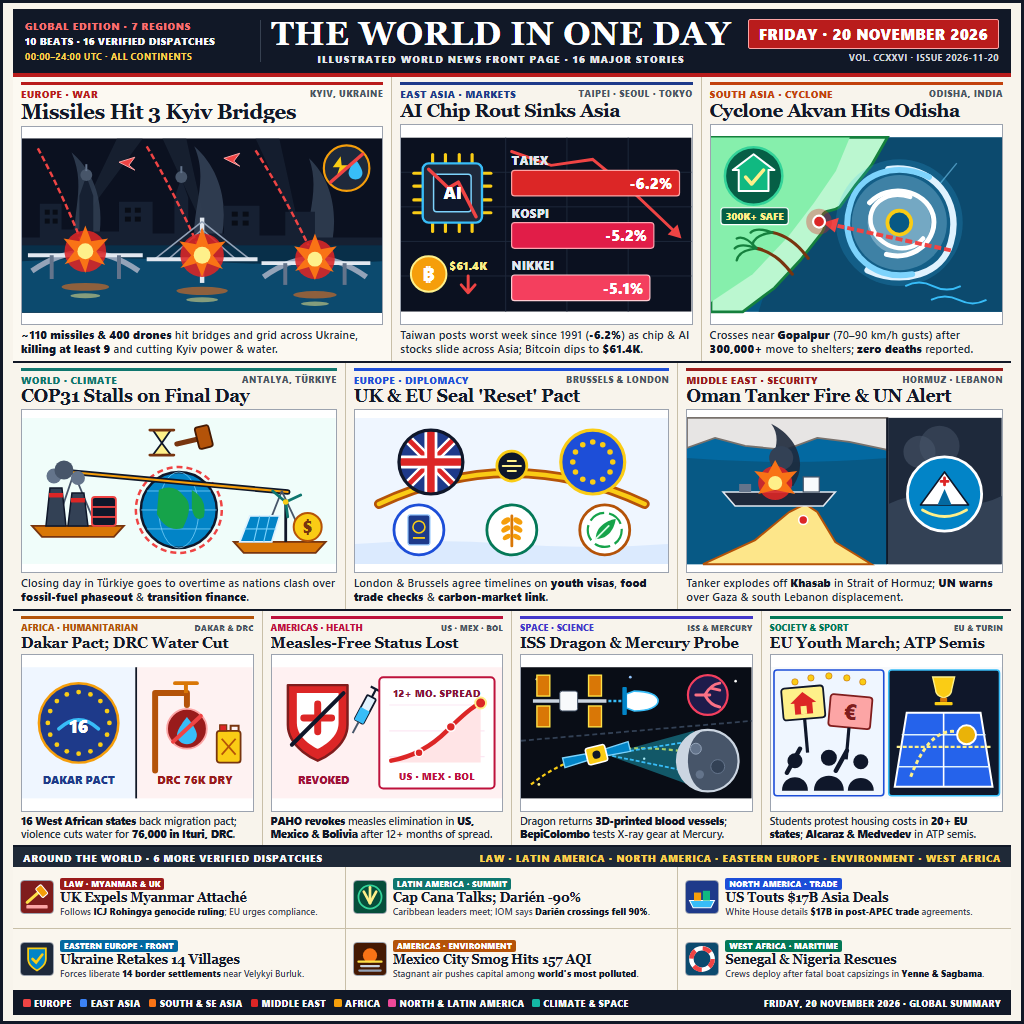 GLOBAL EDITION · 7 REGIONS
10 BEATS · 16 VERIFIED DISPATCHES
00:00–24:00 UTC · ALL CONTINENTS
THE WORLD IN ONE DAY
ILLUSTRATED WORLD NEWS FRONT PAGE · 16 MAJOR STORIES
FRIDAY · 20 NOVEMBER 2026
VOL. CCXXVI · ISSUE 2026-11-20
EUROPE · WAR
KYIV, UKRAINE
Missiles Hit 3 Kyiv Bridges
~110 missiles & 400 drones hit bridges and grid across Ukraine,
killing at least 9 and cutting Kyiv power & water.
EAST ASIA · MARKETS
TAIPEI · SEOUL · TOKYO
AI Chip Rout Sinks Asia
AI
TAIEX
-6.2%
KOSPI
-5.2%
₿
$61.4K
NIKKEI
-5.1%
Taiwan posts worst week since 1991 (-6.2%) as chip & AI
stocks slide across Asia; Bitcoin dips to $61.4K.
SOUTH ASIA · CYCLONE
ODISHA, INDIA
Cyclone Akvan Hits Odisha
300K+ SAFE
Crosses near Gopalpur (70–90 km/h gusts) after
300,000+ move to shelters; zero deaths reported.
WORLD · CLIMATE
ANTALYA, TÜRKİYE
COP31 Stalls on Final Day
$
Closing day in Türkiye goes to overtime as nations clash over
fossil-fuel phaseout & transition finance.
EUROPE · DIPLOMACY
BRUSSELS & LONDON
UK & EU Seal 'Reset' Pact
London & Brussels agree timelines on youth visas, food
trade checks & carbon-market link.
MIDDLE EAST · SECURITY
HORMUZ · LEBANON
Oman Tanker Fire & UN Alert
Tanker explodes off Khasab in Strait of Hormuz; UN warns
over Gaza & south Lebanon displacement.
AFRICA · HUMANITARIAN
DAKAR & DRC
Dakar Pact; DRC Water Cut
16
DAKAR PACT
DRC 76K DRY
16 West African states back migration pact;
violence cuts water for 76,000 in Ituri, DRC.
AMERICAS · HEALTH
US · MEX · BOL
Measles-Free Status Lost
REVOKED
12+ MO. SPREAD
US · MEX · BOL
PAHO revokes measles elimination in US,
Mexico & Bolivia after 12+ months of spread.
SPACE · SCIENCE
ISS & MERCURY
ISS Dragon & Mercury Probe
Dragon returns 3D-printed blood vessels;
BepiColombo tests X-ray gear at Mercury.
SOCIETY & SPORT
EU & TURIN
EU Youth March; ATP Semis
€
Students protest housing costs in 20+ EU
states; Alcaraz & Medvedev in ATP semis.
AROUND THE WORLD · 6 MORE VERIFIED DISPATCHES
LAW · LATIN AMERICA · NORTH AMERICA · EASTERN EUROPE · ENVIRONMENT · WEST AFRICA
LAW · MYANMAR & UK
UK Expels Myanmar Attaché
Follows ICJ Rohingya genocide ruling; EU urges compliance.
LATIN AMERICA · SUMMIT
Cap Cana Talks; Darién -90%
Caribbean leaders meet; IOM says Darién crossings fell 90%.
NORTH AMERICA · TRADE
US Touts $17B Asia Deals
White House details $17B in post-APEC trade agreements.
EASTERN EUROPE · FRONT
Ukraine Retakes 14 Villages
Forces liberate 14 border settlements near Velykyi Burluk.
AMERICAS · ENVIRONMENT
Mexico City Smog Hits 157 AQI
Stagnant air pushes capital among world's most polluted.
WEST AFRICA · MARITIME
Senegal & Nigeria Rescues
Crews deploy after fatal boat capsizings in Yenne & Sagbama.
EUROPE EAST ASIA SOUTH & SE ASIA MIDDLE EAST AFRICA NORTH & LATIN AMERICA CLIMATE & SPACE
FRIDAY, 20 NOVEMBER 2026 · GLOBAL SUMMARY